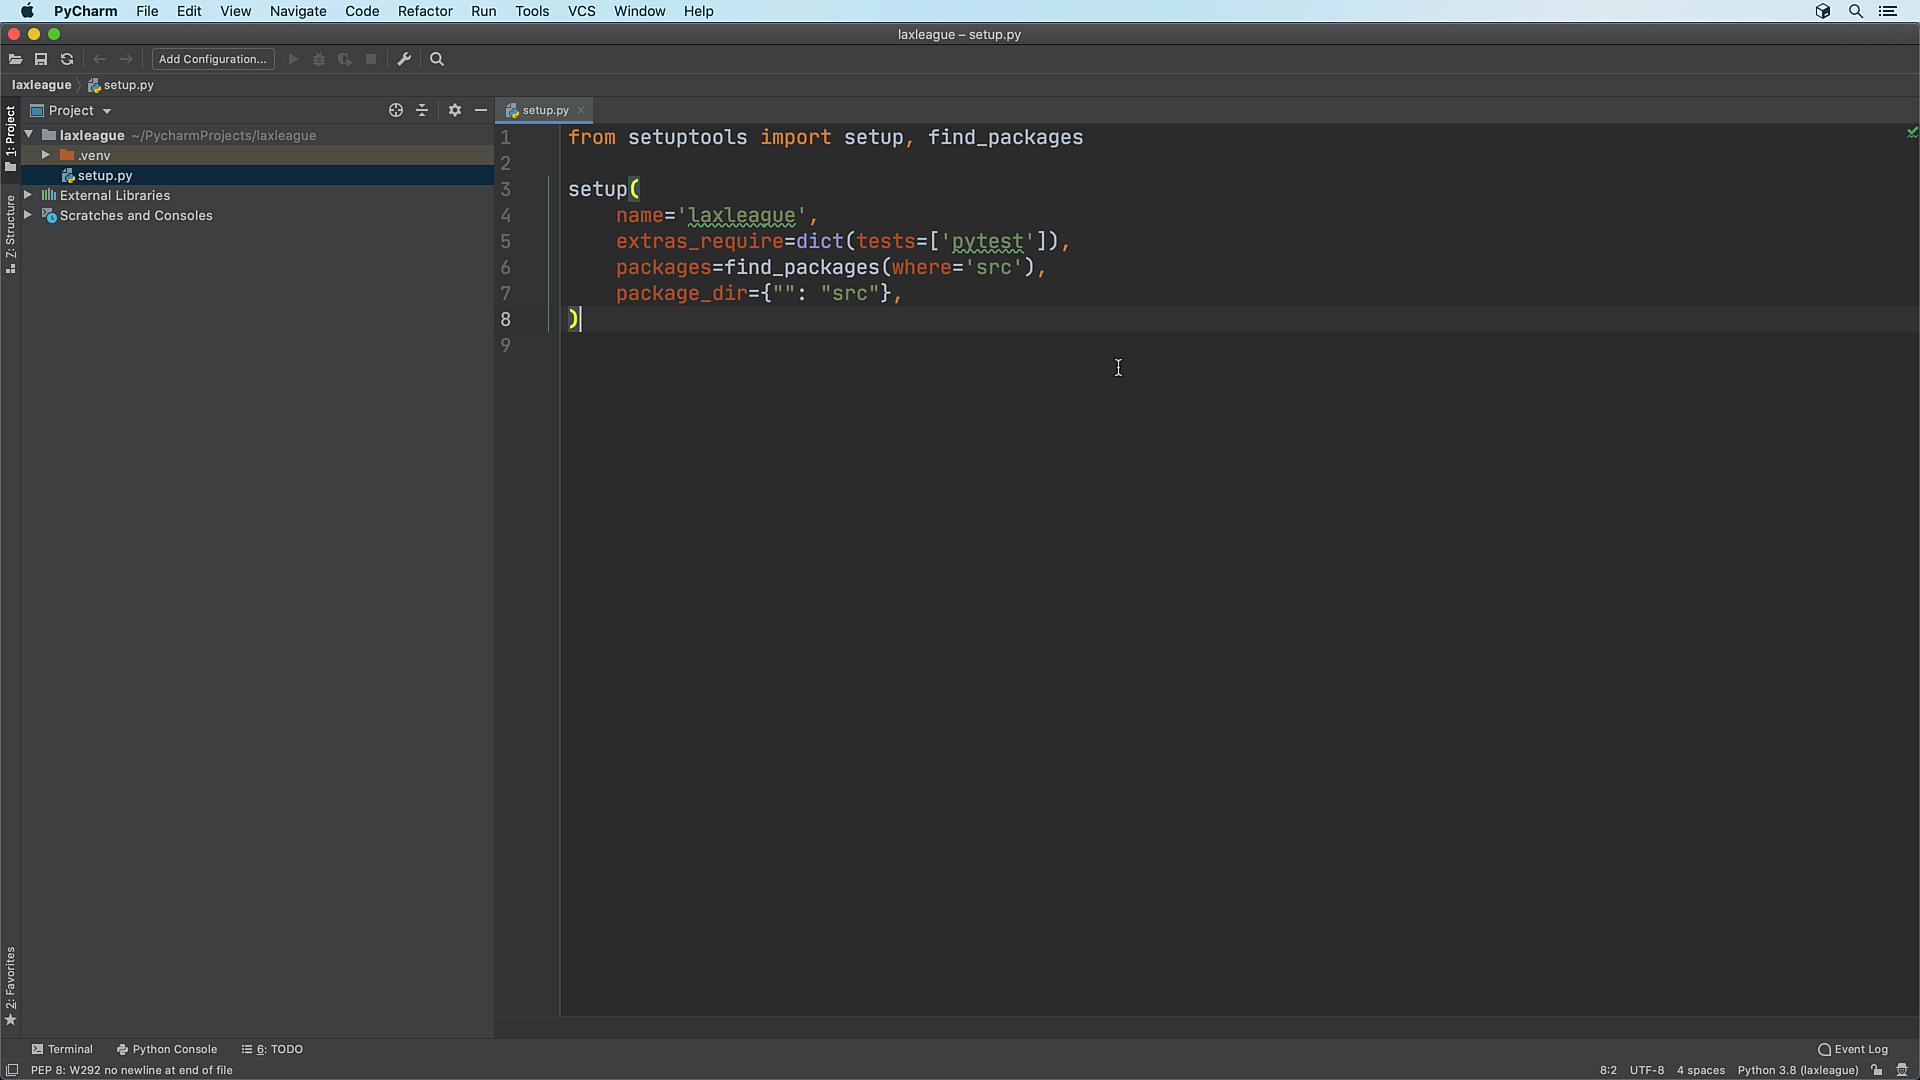 PyCharm File Edit View Navigate Code Refactor Run Tools VCS Window Help
laxleague – setup.py
Add Configuration...
laxleague setup.py
1: Project
Project
setup.py
laxleague ~/PycharmProjects/laxleague
.venv
setup.py
External Libraries
Scratches and Consoles
Z: Structure
2: Favorites
1 from setuptools import setup, find_packages
2
3 setup(
4 name='laxleague',
5 extras_require=dict(tests=['pytest']),
6 packages=find_packages(where='src'),
7 package_dir={"": "src"},
8 )
9
Terminal Python Console 6: TODO Event Log
PEP 8: W292 no newline at end of file 8:2 UTF-8 4 spaces Python 3.8 (laxleague)